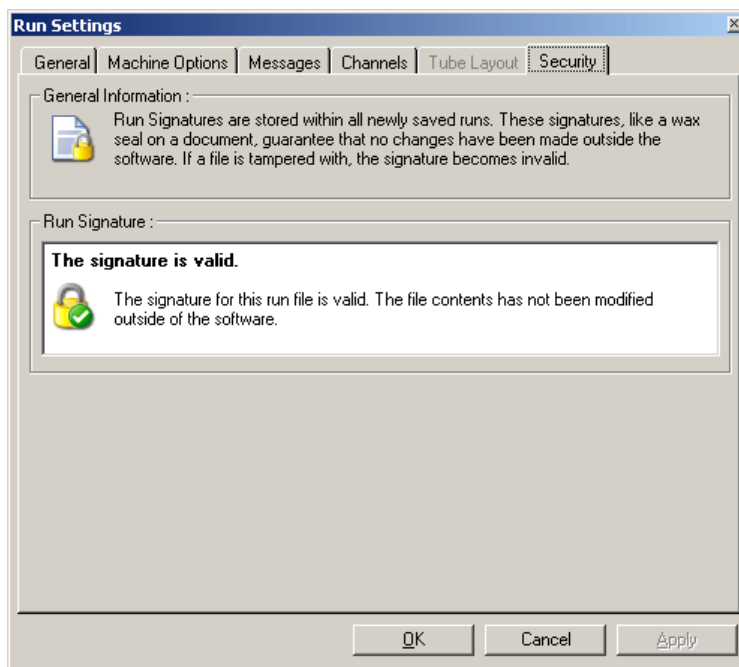 Run Settings
General Machine Options Messages Channels Tube Layout Security
General Information :
Run Signatures are stored within all newly saved runs. These signatures, like a wax
seal on a document, guarantee that no changes have been made outside the
software. If a file is tampered with, the signature becomes invalid.
Run Signature :
The signature is valid.
The signature for this run file is valid. The file contents has not been modified
outside of the software.
OK Cancel Apply